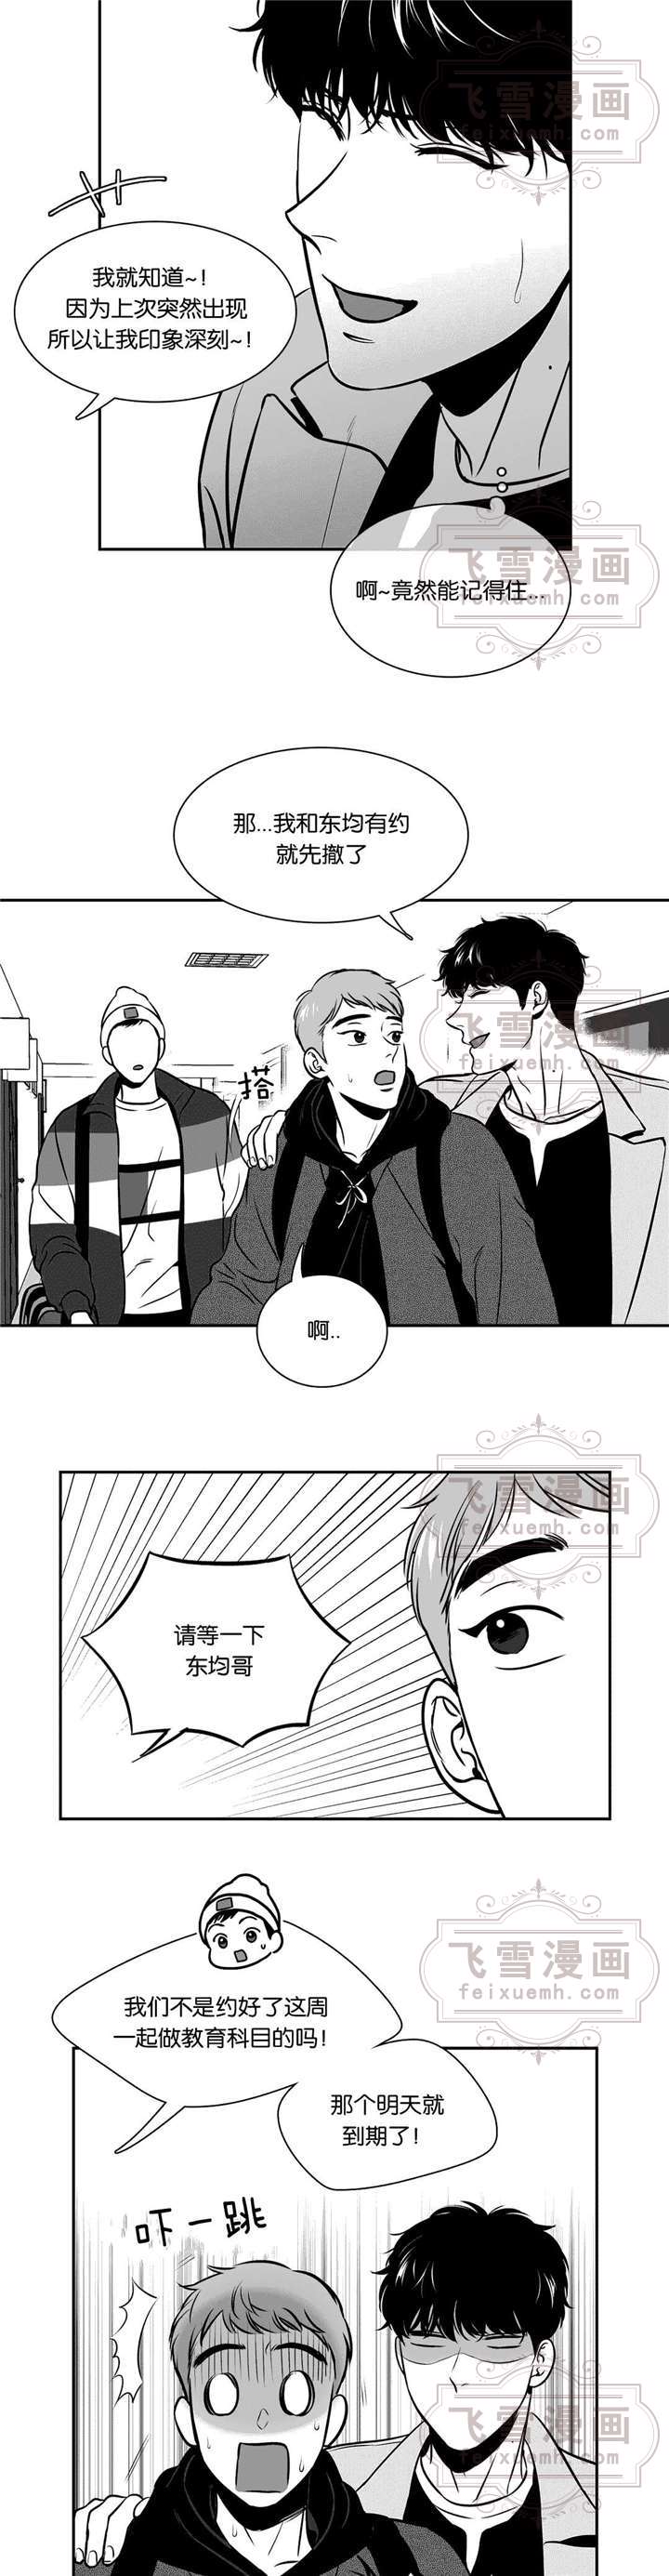 飞雪漫画
feixuemh.com
我就知道~!
因为上次突然出现
所以让我印象深刻~!
飞雪漫画
feixuemh.com
啊~竟然能记得住...
那...我和东均有约
就先撤了
飞雪漫画
feixuemh.com
搭
啊..
飞雪漫画
feixuemh.com
请等一下
东均哥
飞雪漫画
feixuemh.com
我们不是约好了这周
一起做教育科目的吗!
那个明天就
到期了!
吓一跳
飞雪漫画
feixuemh.com